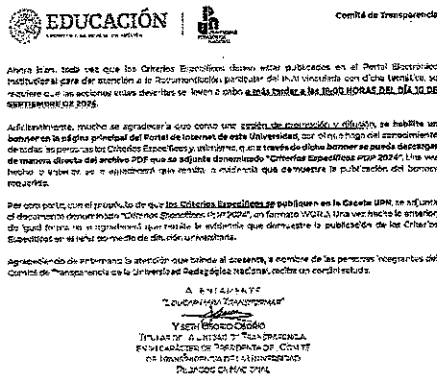 EDUCACIÓN
Comité de Transparencia
Ahora bien, toda vez que los Criterios Específicos deben estar publicados en el Portal Electrónico
Institucional para dar atención a la Recomendación particular del INAI vinculada con dicha temática, se
requiere que las acciones antes descritas se lleven a cabo a más tardar a las 18:00 HORAS DEL DÍA 10 DE
SEPTIEMBRE DE 2024.
Adicionalmente, mucho se agradecería que como una acción de promoción y difusión, se habilite un
banner en la página principal del Portal de Internet de esta Universidad, por el que haga del conocimiento
de todas las personas los Criterios Específicos y, asimismo, que a través de dicho banner se pueda descargar
de manera directa del archivo PDF que se adjunta denominado "Criterios Específicos PDP 2024". Una vez
hecho lo anterior, se le agradecerá que remita la evidencia que demuestre la publicación del banner
requerido.
Por otra parte, con el propósito de que los Criterios Específicos se publiquen en la Gaceta UPN, se adjunta
el documento denominado "Criterios Específicos PDP 2024", en formato WORD. Una vez hecho lo anterior,
de igual forma se le agradecerá que remita la evidencia que demuestre la publicación de los Criterios
Específicos en el referido medio de difusión universitaria.
Agradeciendo de antemano la atención que brinde al presente, a nombre de las personas integrantes del
Comité de Transparencia de la Universidad Pedagógica Nacional, reciba un cordial saludo.
ATENTAMENTE
"EDUCAR PARA TRANSFORMAR"
YSETH OSORIO OSORIO
TITULAR DE LA UNIDAD DE TRANSPARENCIA
EN MI CARÁCTER DE PRESIDENTA DEL COMITÉ
DE TRANSPARENCIA DE LA UNIVERSIDAD
PEDAGÓGICA NACIONAL